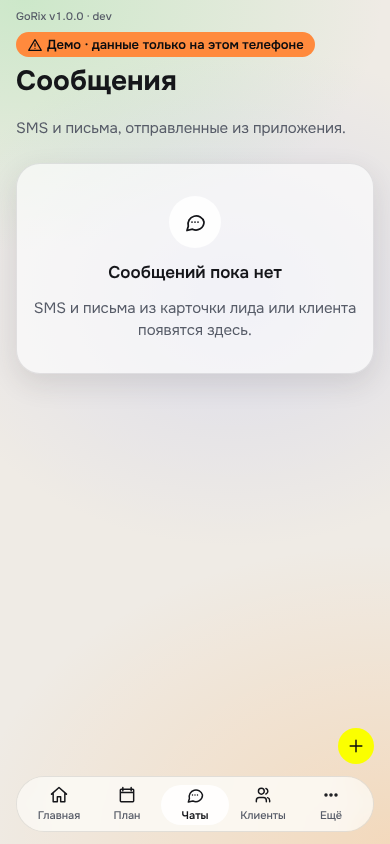 GoRix v1.0.0 · dev
Демо · данные только на этом телефоне
Сообщения
SMS и письма, отправленные из приложения.
Сообщений пока нет
SMS и письма из карточки лида или клиента
появятся здесь.
Главная
План
Чаты
Клиенты
Ещё